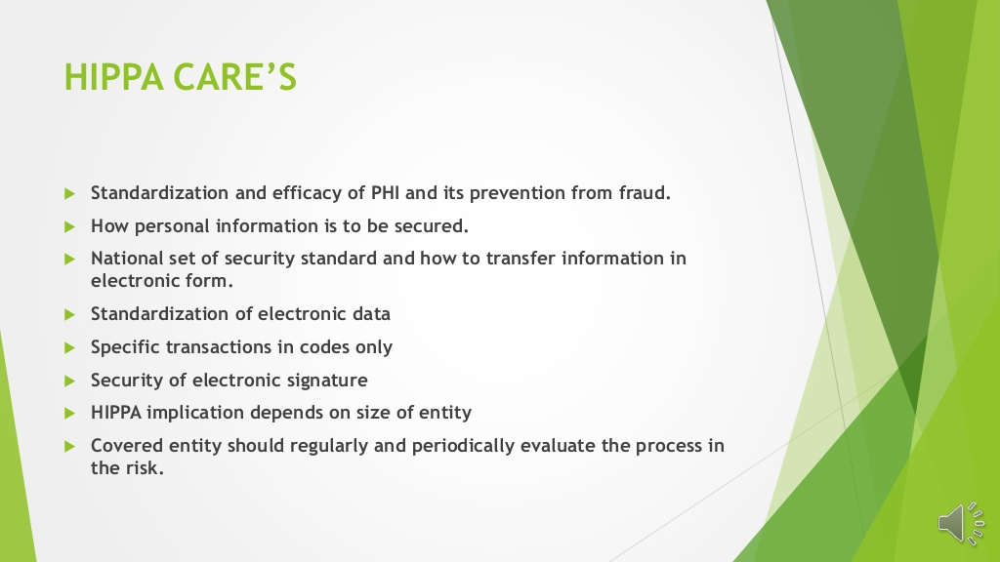 HIPPA CARE’S
Standardization and efficacy of PHI and its prevention from fraud.
How personal information is to be secured.
National set of security standard and how to transfer information in
electronic form.
Standardization of electronic data
Specific transactions in codes only
Security of electronic signature
HIPPA implication depends on size of entity
Covered entity should regularly and periodically evaluate the process in
the risk.